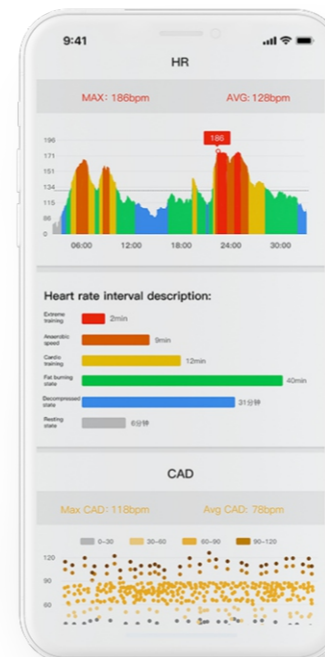 9:41
HR
MAX: 186bpm AVG: 128bpm
186
196
171
151
134
115
98
88
0
06:00 12:00 18:00 24:00 30:00
Heart rate interval description:
Extreme training 2min
Anaerobic speed 9min
Cardio training 12min
Fat burning state 40min
Decompressed state 31分钟
Resting state 6分钟
CAD
Max CAD: 118bpm Avg CAD: 78bpm
0-30 30-60 60-90 90-120
120
90
60